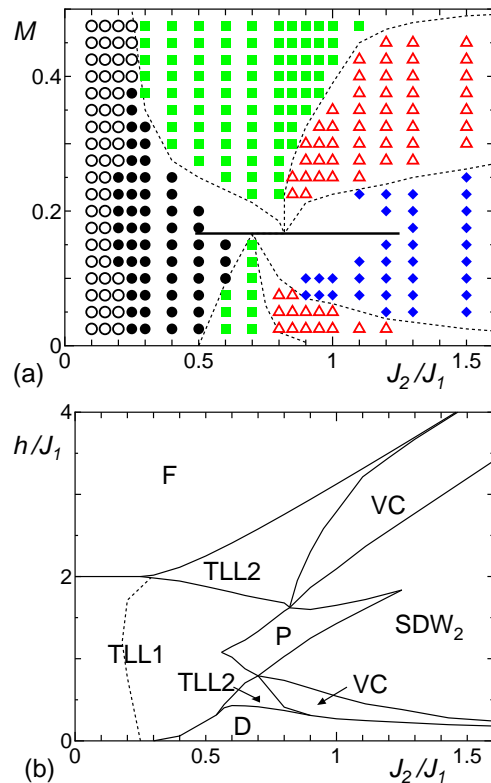 M
0.4
0.2
0
0
0.5
1
1.5
(a)
J₂/J₁
h/J₁
4
F
VC
2
TLL2
P
SDW₂
TLL1
TLL2
VC
D
0
0
0.5
1
1.5
(b)
J₂/J₁